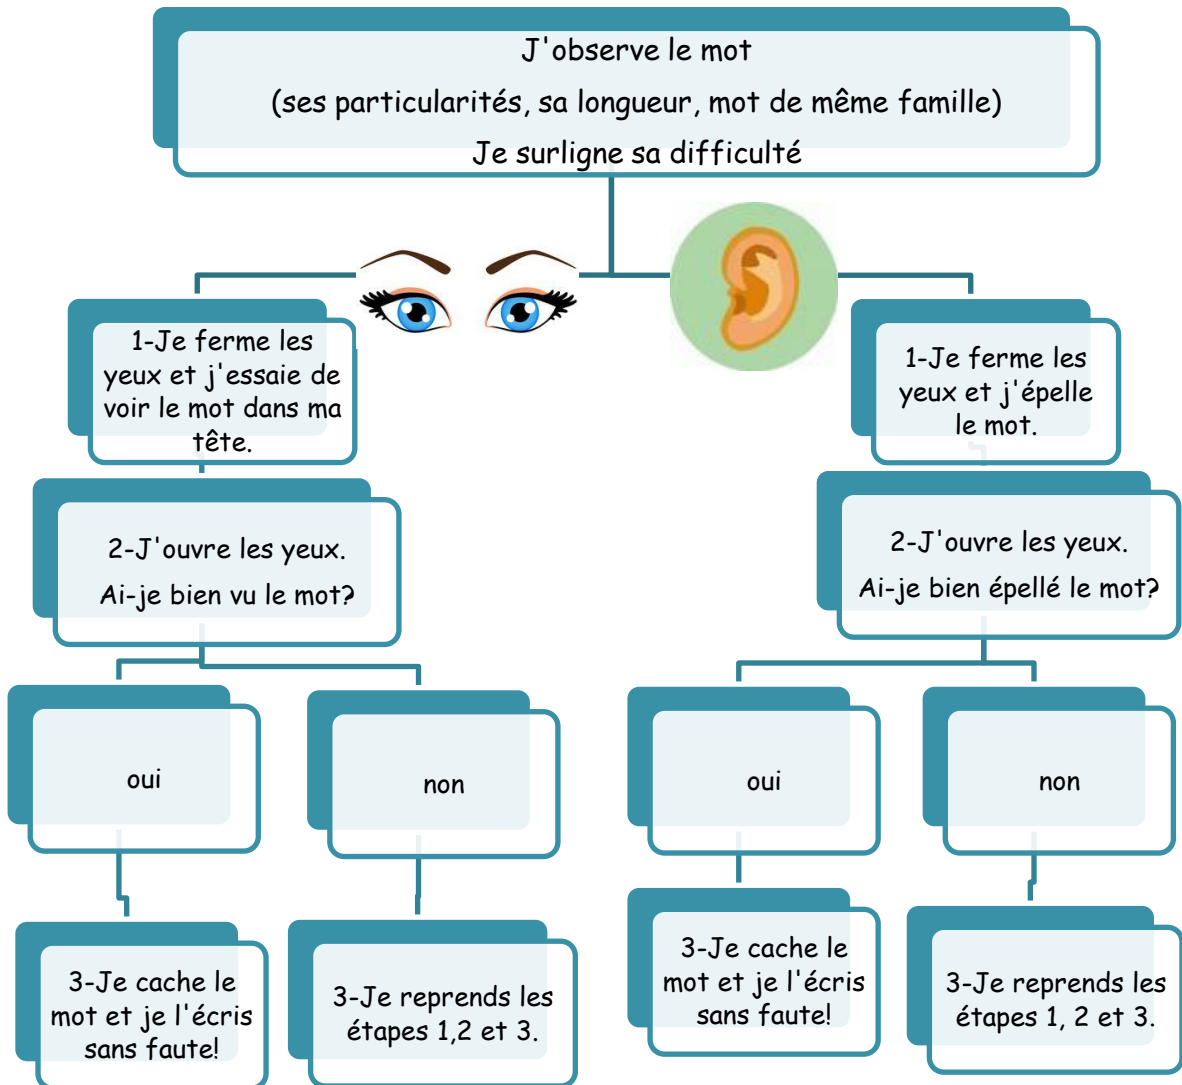 J'observe le mot
(ses particularités, sa longueur, mot de même famille)
Je surligne sa difficulté
1-Je ferme les
yeux et j'essaie de
voir le mot dans ma
tête.
2-J'ouvre les yeux.
Ai-je bien vu le mot?
oui
3-Je cache le
mot et je l'écris
sans faute!
non
3-Je reprends les
étapes 1,2 et 3.
1-Je ferme les
yeux et j'épelle
le mot.
2-J'ouvre les yeux.
Ai-je bien épellé le mot?
oui
3-Je cache le
mot et je l'écris
sans faute!
non
3-Je reprends les
étapes 1, 2 et 3.